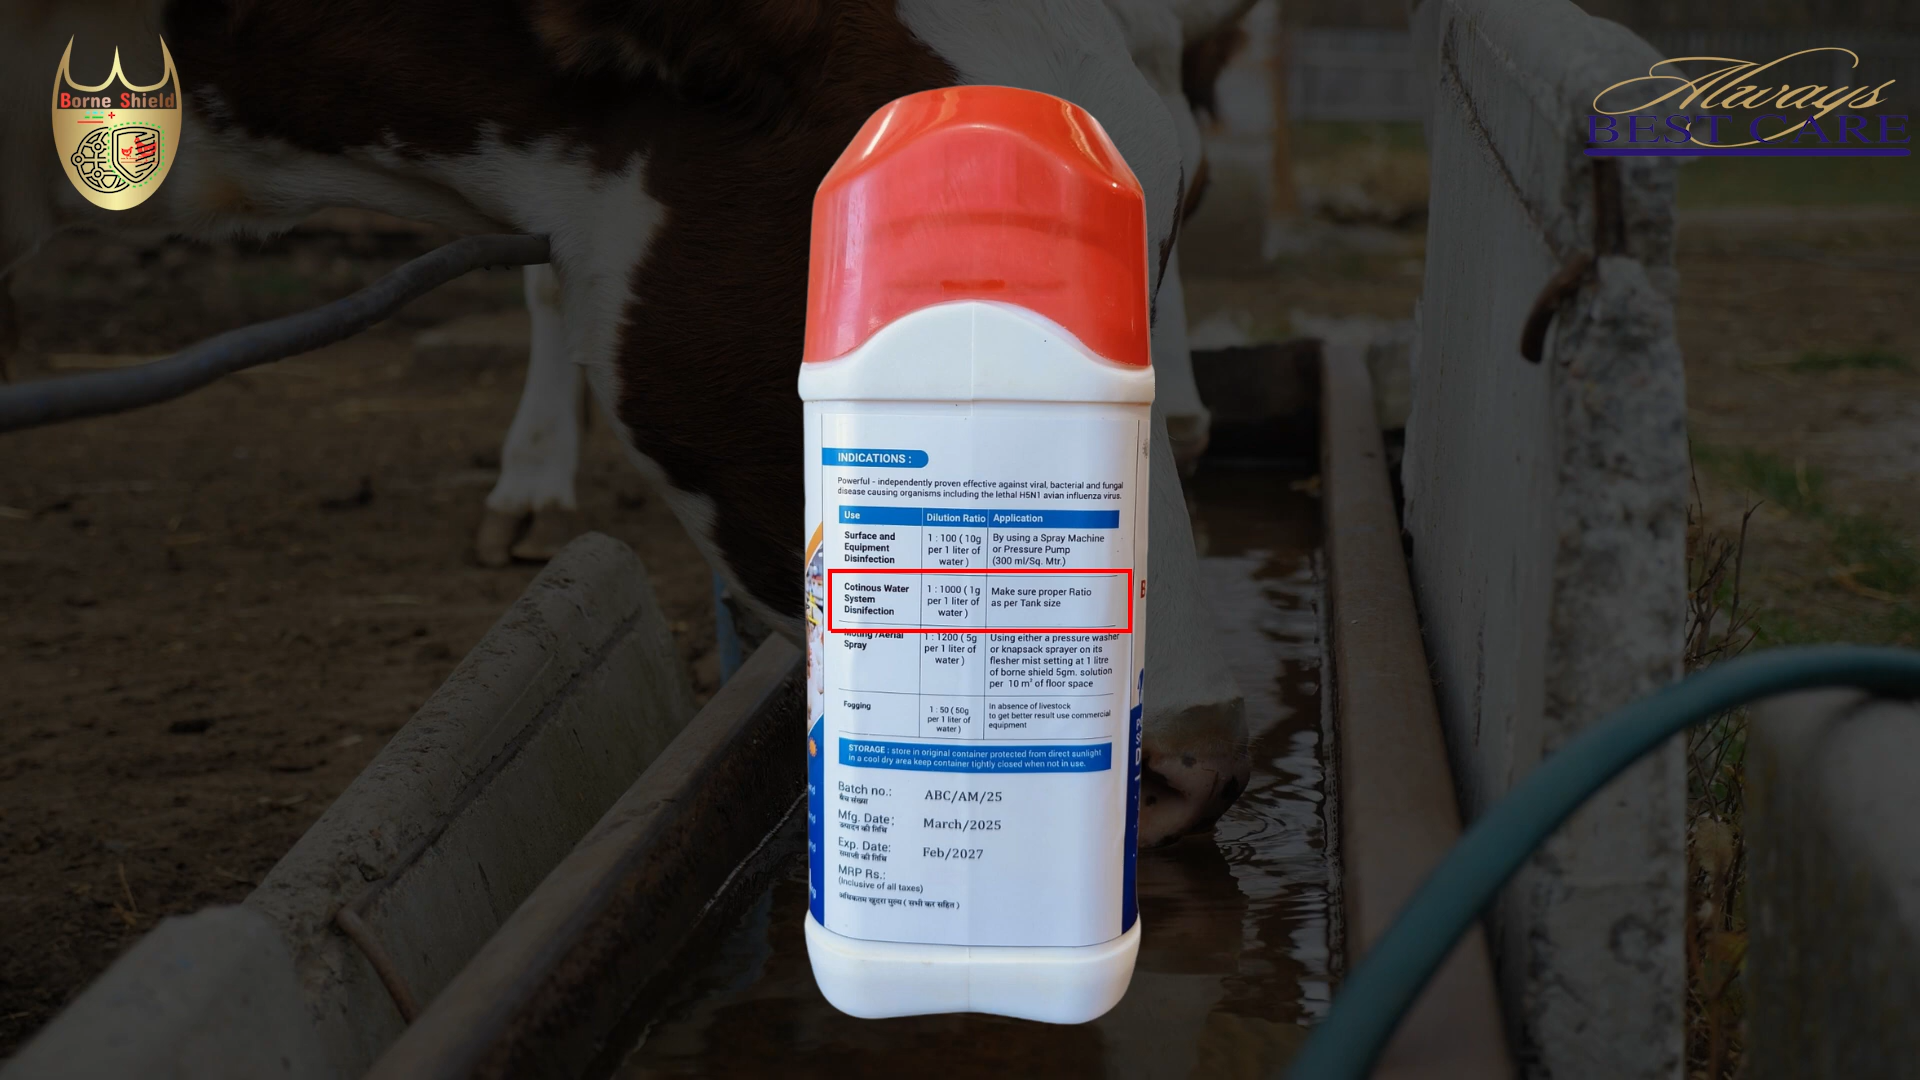 Borne Shield
Always
BEST CARE
INDICATIONS :
Powerful - independently proven effective against viral, bacterial and fungal
disease causing organisms including the lethal H5N1 avian influenza virus.
Use Dilution Ratio Application
Surface and
Equipment
Disinfection
1 : 100 ( 10g
per 1 liter of
water )
By using a Spray Machine
or Pressure Pump
(300 ml/Sq. Mtr.)
Cotinous Water
System
Disnifection
1 : 1000 ( 1g
per 1 liter of
water )
Make sure proper Ratio
as per Tank size
/Aerial
Spray
1 : 1200 ( 5g
per 1 liter of
water )
Using either a pressure washer
or knapsack sprayer on its
flesher mist setting at 1 litre
of borne shield 5gm. solution
per 10 m² of floor space
Fogging
1 : 50 ( 50g
per 1 liter of
water )
in absence of livestock
to get better result use commercial
equipment
STORAGE : store in original container protected from direct sunlight
in a cool dry area keep container tightly closed when not in use.
Batch no.: ABC/AM/25
बैच संख्या
Mfg. Date: March/2025
उत्पादन की तिथि
Exp. Date: Feb/2027
समाप्ती की तिथि
MRP Rs.:
(Inclusive of all taxes)
अधिकतम खुदरा मुल्य ( सभी कर सहित )